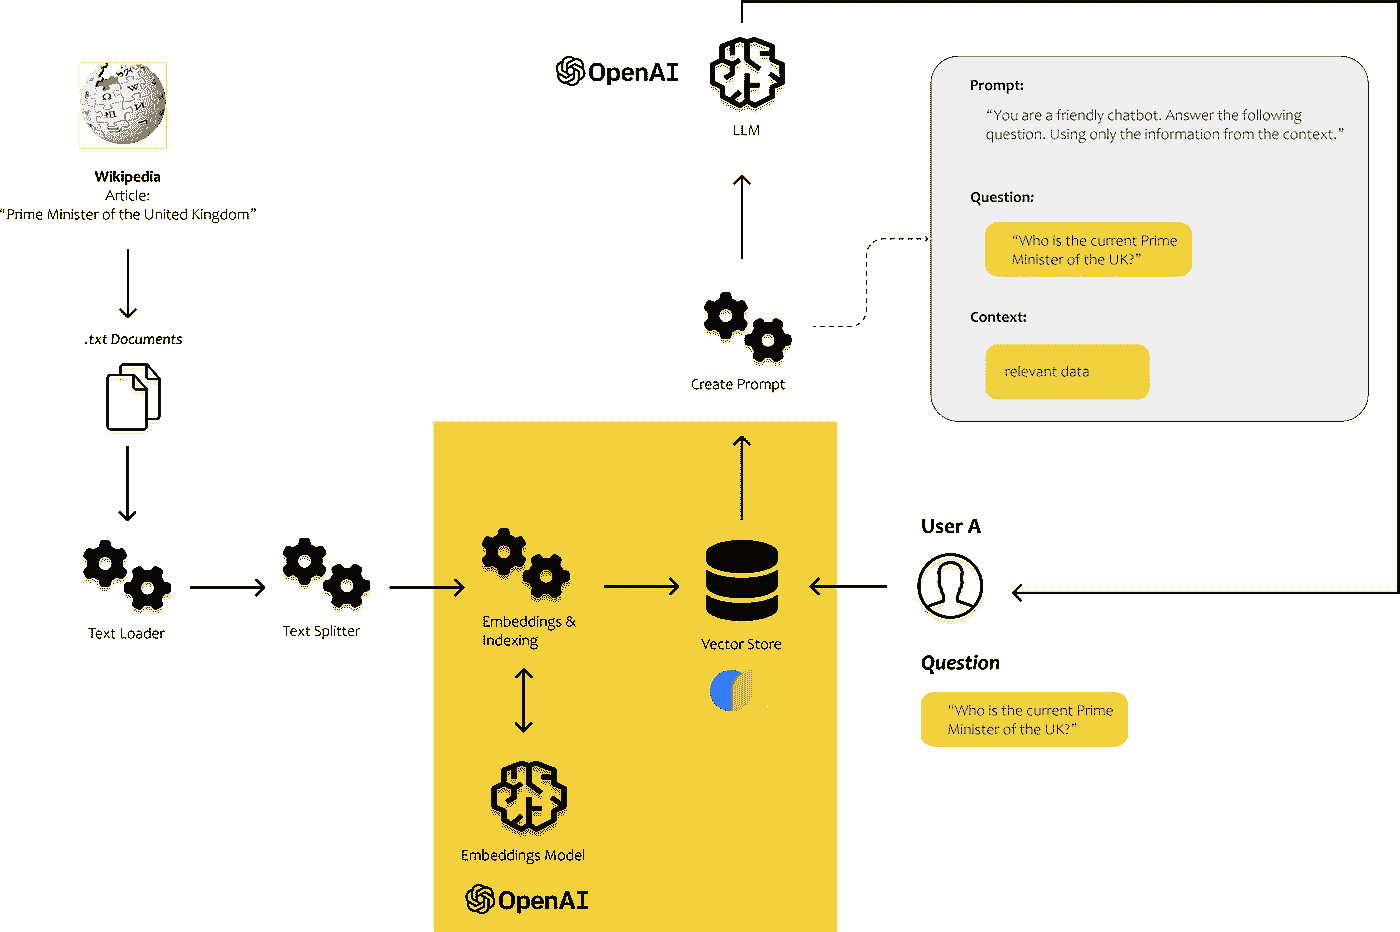 OpenAI
LLM
Wikipedia
Article:
"Prime Minister of the United Kingdom"
.txt Documents
Text Loader
Text Splitter
Embeddings &
Indexing
Embeddings Model
OpenAI
Vector Store
Create Prompt
Prompt:
“You are a friendly chatbot. Answer the following
question. Using only the information from the context.”
Question:
“Who is the current Prime
Minister of the UK?”
Context:
relevant data
User A
Question
“Who is the current Prime
Minister of the UK?”